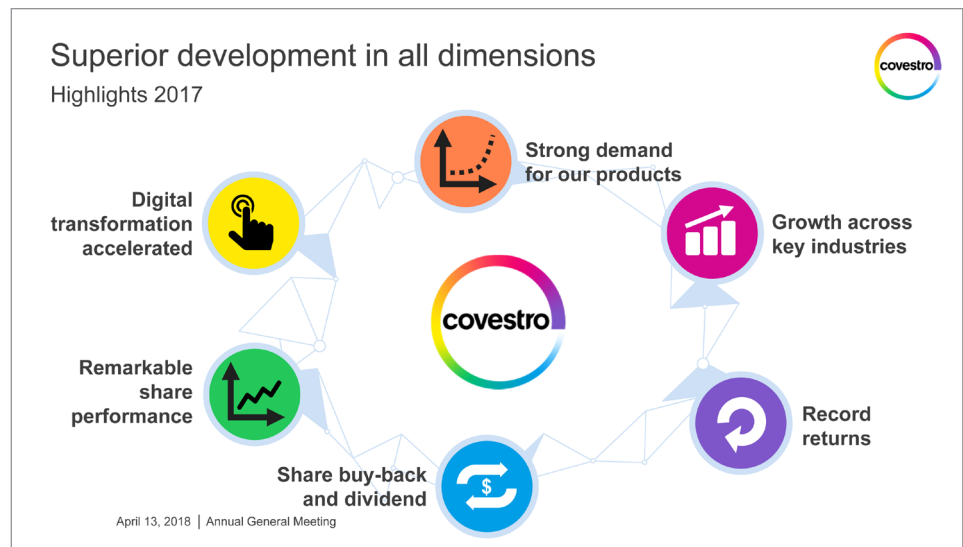 Superior development in all dimensions
Highlights 2017
covestro
Strong demand
for our products
Digital
transformation
accelerated
Growth across
key industries
covestro
Remarkable
share
performance
Record
returns
$
Share buy-back
and dividend
April 13, 2018 | Annual General Meeting